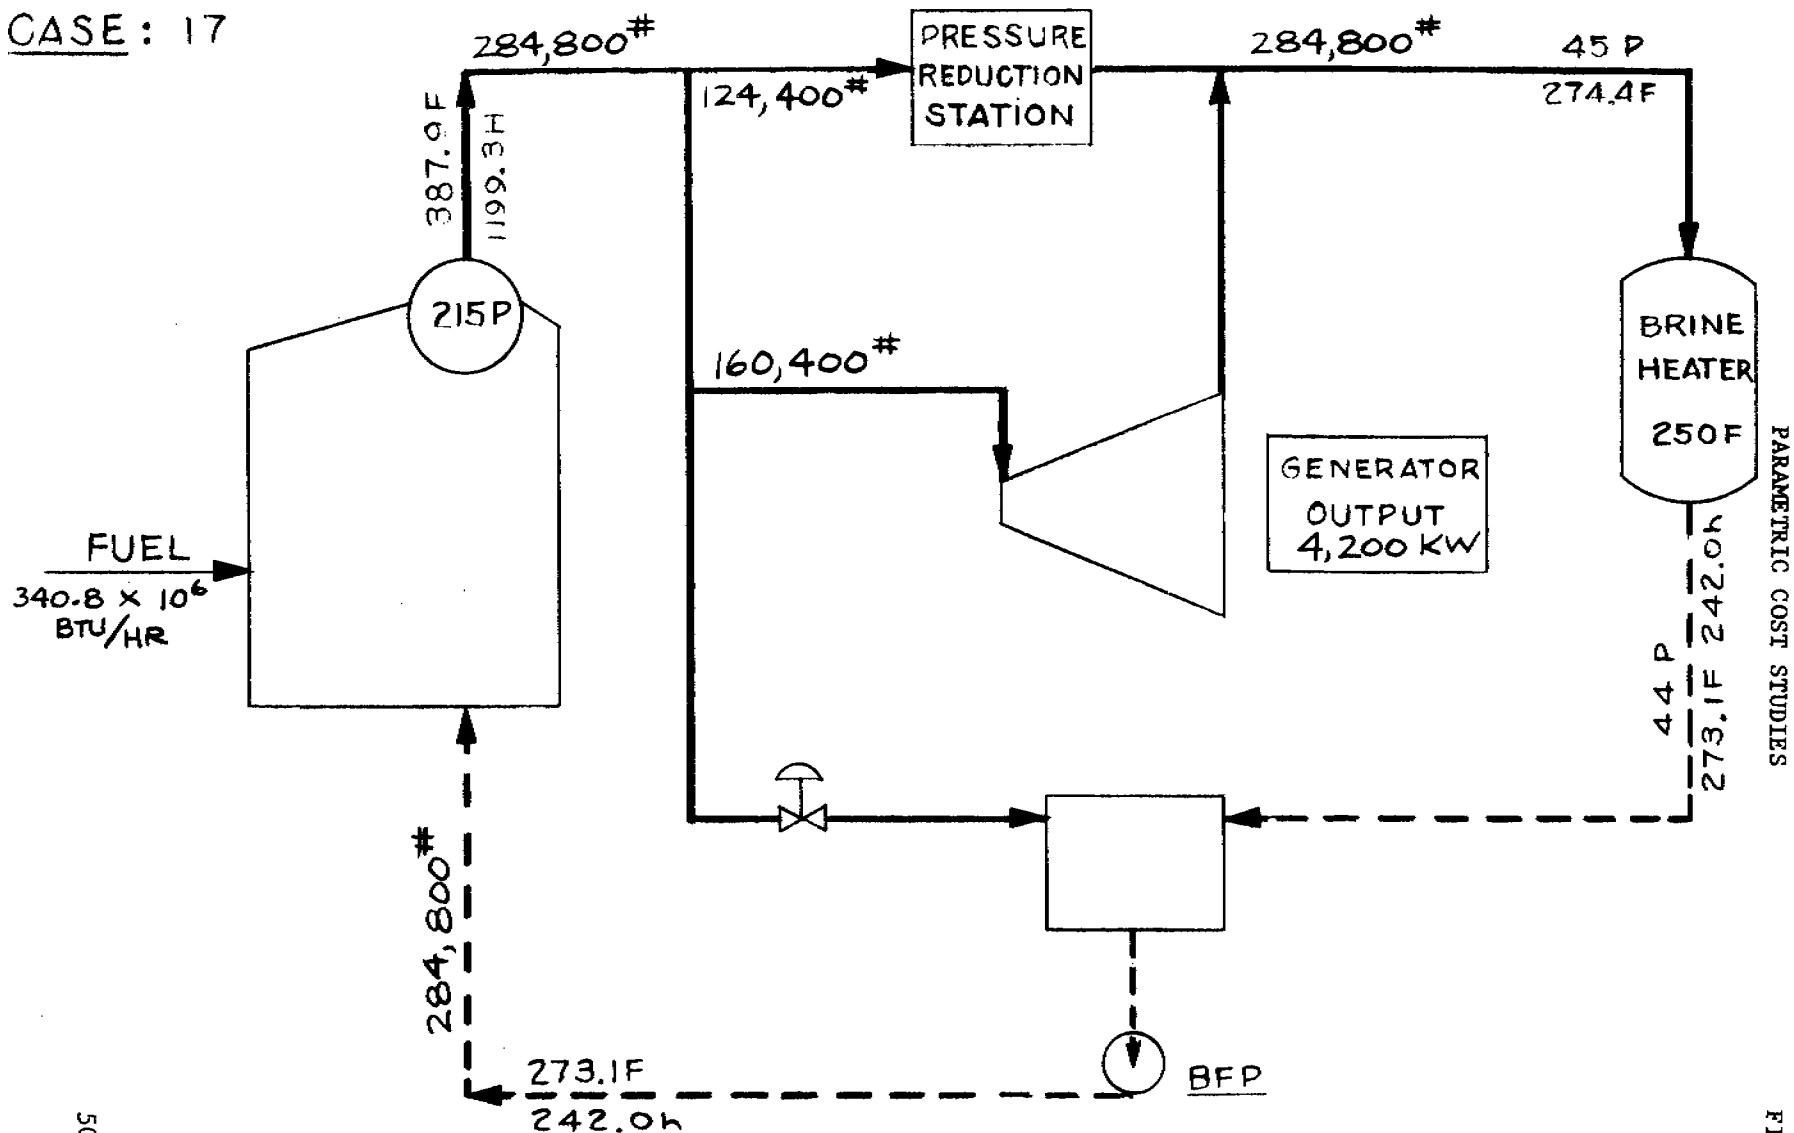 CASE: 17
284,800#
124,400#
PRESSURE
REDUCTION
STATION
284,800#
45 P
274.4F
387.9F
1199.3H
215P
160,400#
BRINE
HEATER
250F
GENERATOR
OUTPUT
4,200 KW
FUEL
340.8 × 10⁶
BTU/HR
44 P
273.1F 242.0h
PARAMETRIC COST STUDIES
284,800#
273.1F
242.0h
BFP